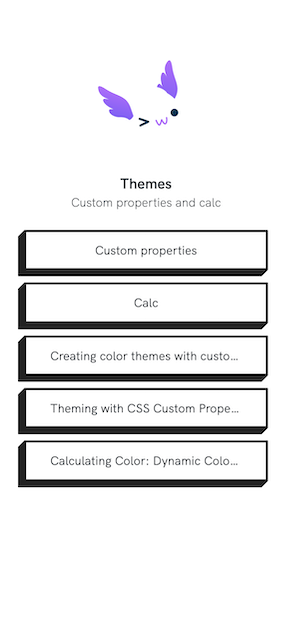 > w
Themes
Custom properties and calc
Custom properties
Calc
Creating color themes with custo...
Theming with CSS Custom Prope...
Calculating Color: Dynamic Colo...